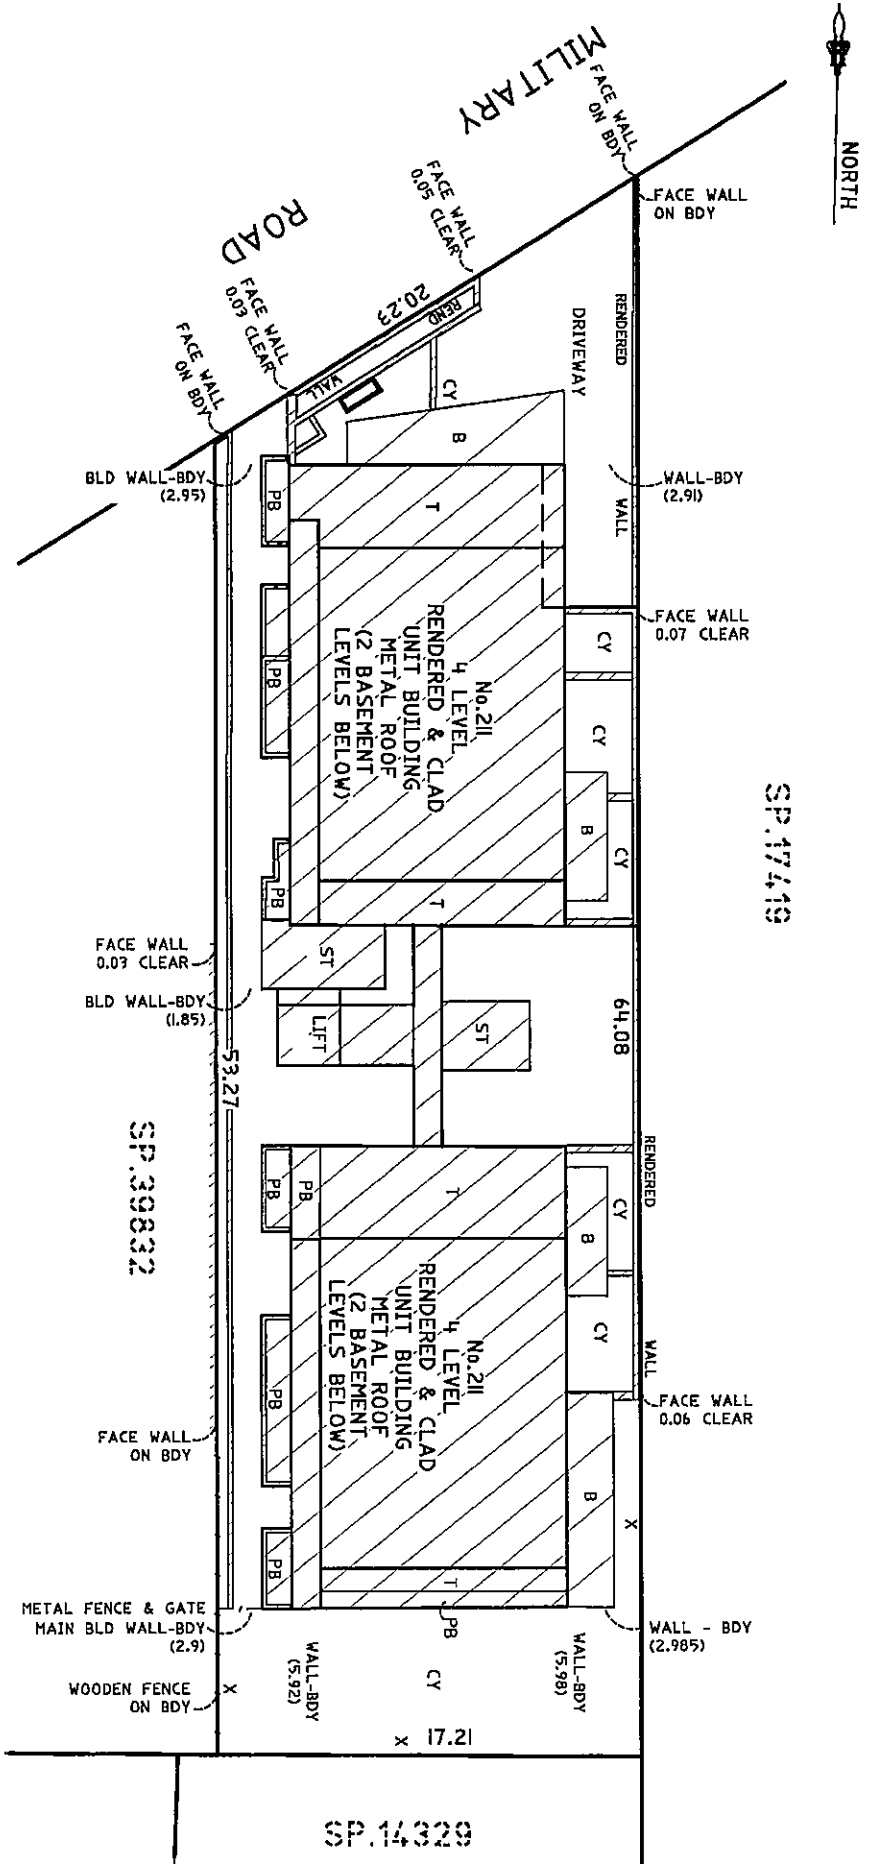 NORTH
MILITARY
ROAD
FACE WALL
ON BDY
FACE WALL
ON BDY
FACE WALL
0.05 CLEAR
FACE WALL
0.03 CLEAR
FACE WALL
ON BDY
20.23
REND
WALL
RENDERED
WALL
DRIVEWAY
CY
B
BLD WALL-BDY
(2.95)
WALL-BDY
(2.91)
PB
T
FACE WALL
0.07 CLEAR
No.211
4 LEVEL
RENDERED & CLAD
UNIT BUILDING
METAL ROOF
(2 BASEMENT
LEVELS BELOW)
PB
CY
CY
B
CY
PB
T
SP.17419
FACE WALL
0.03 CLEAR
BLD WALL-BDY
(1.85)
ST
LIFT
ST
64.08
53.27
SP.39832
RENDERED
WALL
PB
PB
T
CY
B
CY
No.211
4 LEVEL
RENDERED & CLAD
UNIT BUILDING
METAL ROOF
(2 BASEMENT
LEVELS BELOW)
PB
FACE WALL
0.06 CLEAR
FACE WALL
ON BDY
B
X
PB
T
PB
METAL FENCE & GATE
MAIN BLD WALL-BDY
(2.9)
WALL - BDY
(2.985)
WALL-BDY
(5.92)
WALL-BDY
(5.98)
CY
WOODEN FENCE
ON BDY
X
X 17.21
SP.14329